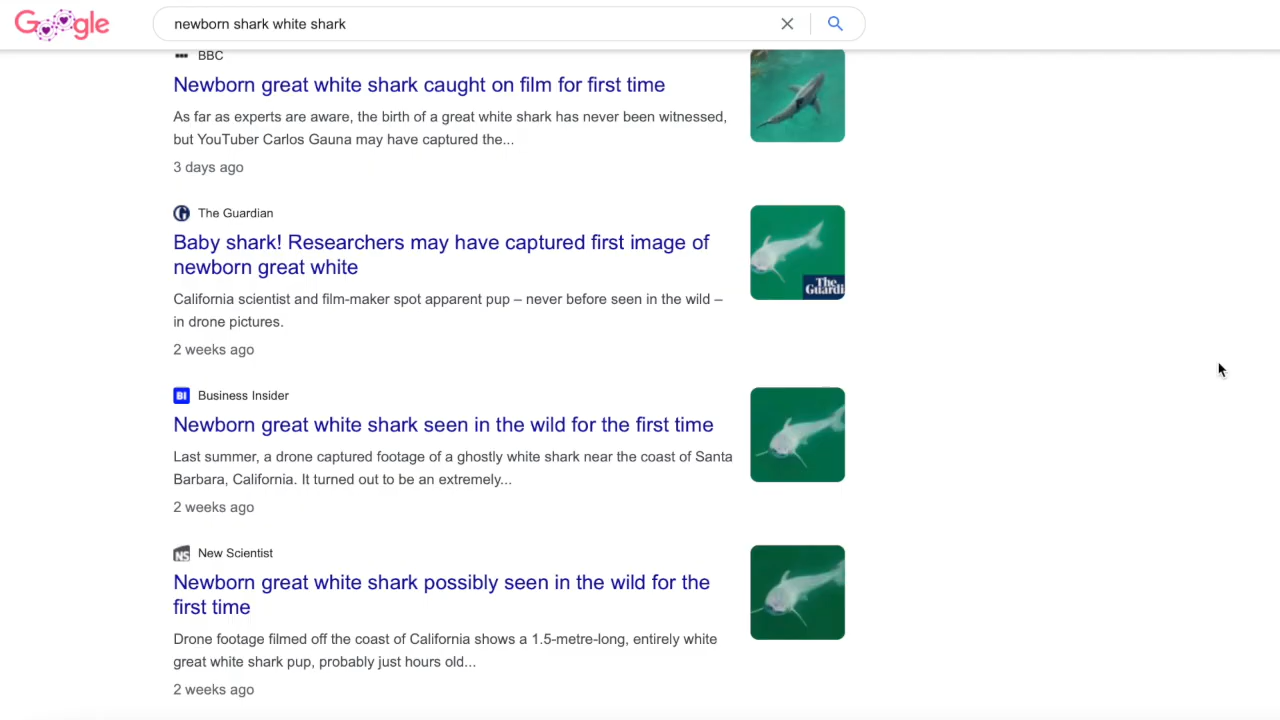 Google
newborn shark white shark
BBC
Newborn great white shark caught on film for first time
As far as experts are aware, the birth of a great white shark has never been witnessed,
but YouTuber Carlos Gauna may have captured the...
3 days ago
The Guardian
Baby shark! Researchers may have captured first image of
newborn great white
California scientist and film-maker spot apparent pup – never before seen in the wild –
in drone pictures.
2 weeks ago
The
Guardi
BI
Business Insider
Newborn great white shark seen in the wild for the first time
Last summer, a drone captured footage of a ghostly white shark near the coast of Santa
Barbara, California. It turned out to be an extremely...
2 weeks ago
NS
New Scientist
Newborn great white shark possibly seen in the wild for the
first time
Drone footage filmed off the coast of California shows a 1.5-metre-long, entirely white
great white shark pup, probably just hours old...
2 weeks ago